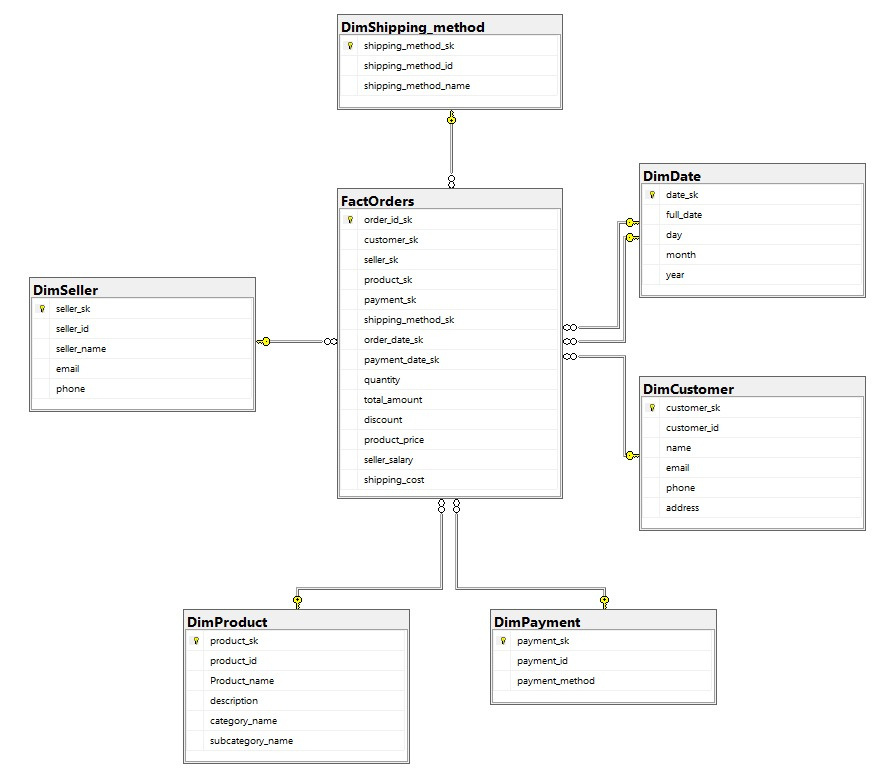 DimShipping_method
shipping_method_sk
shipping_method_id
shipping_method_name
DimDate
date_sk
full_date
day
month
year
FactOrders
order_id_sk
customer_sk
seller_sk
product_sk
payment_sk
shipping_method_sk
order_date_sk
payment_date_sk
quantity
total_amount
discount
product_price
seller_salary
shipping_cost
DimSeller
seller_sk
seller_id
seller_name
email
phone
DimCustomer
customer_sk
customer_id
name
email
phone
address
DimProduct
product_sk
product_id
Product_name
description
category_name
subcategory_name
DimPayment
payment_sk
payment_id
payment_method